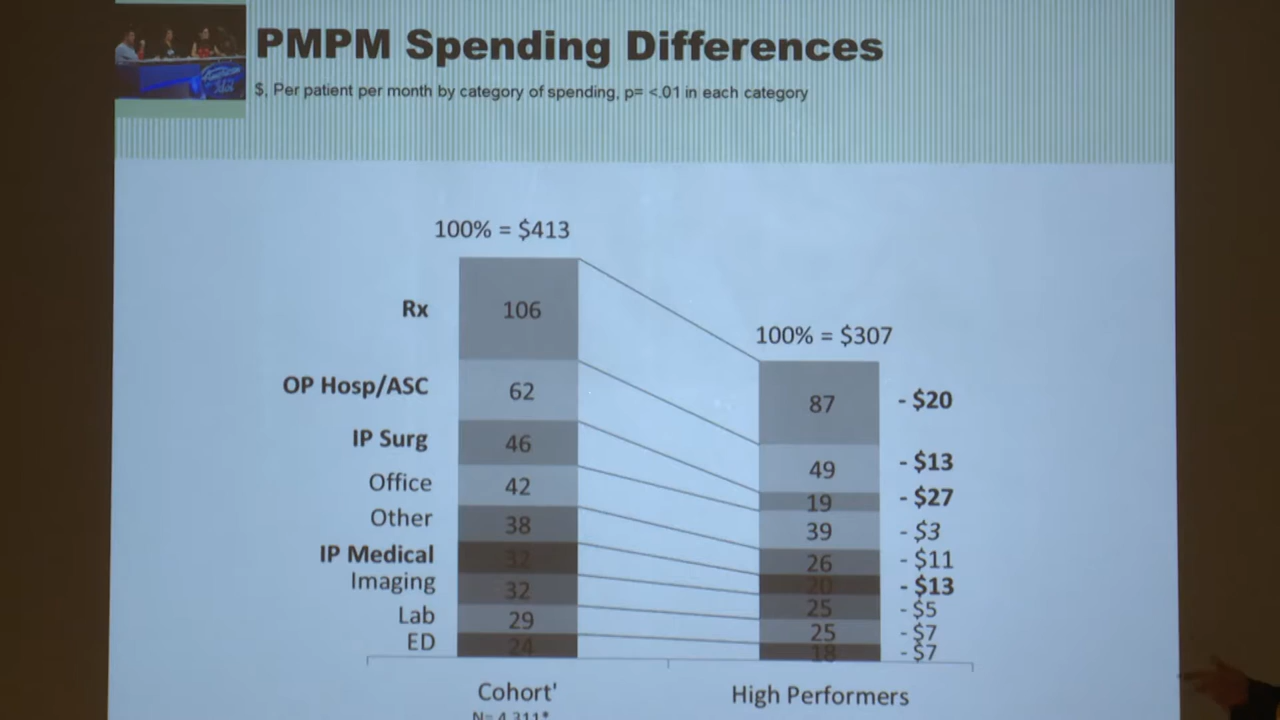 PMPM Spending Differences
$, Per patient per month by category of spending, p= <.01 in each category
American Idol
100% = $413
100% = $307
Rx 106 87 - $20
OP Hosp/ASC 62 49 - $13
IP Surg 46 19 - $27
Office 42 39 - $3
Other 38 26 - $11
IP Medical 32 20 - $13
Imaging 32 25 - $5
Lab 29 25 - $7
ED 24 18 - $7
Cohort' High Performers
N= 4,311*